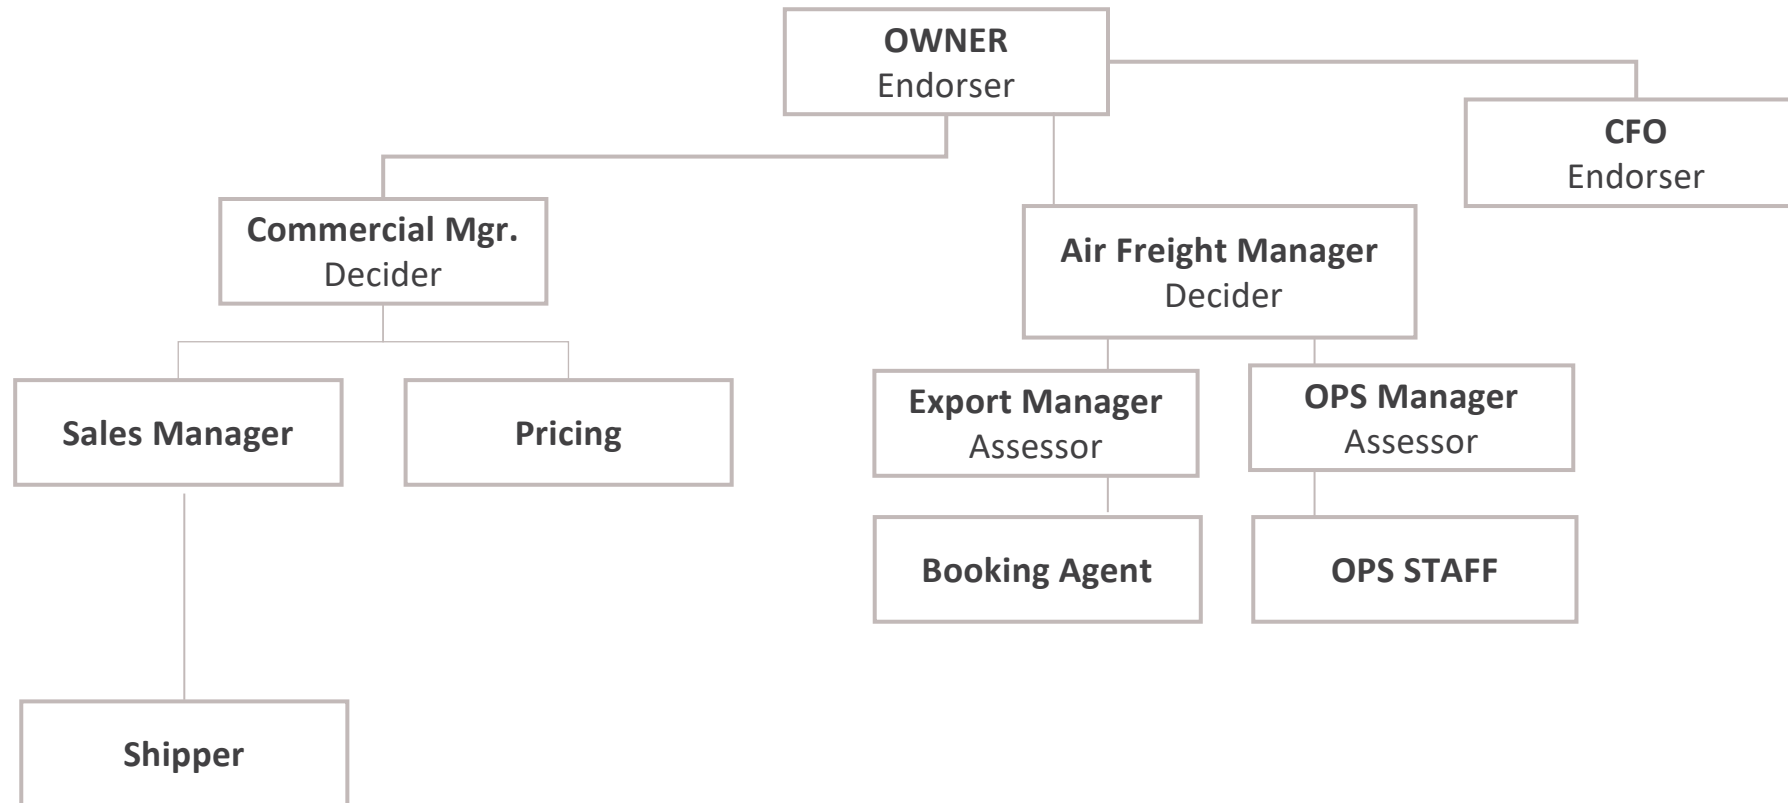 OWNER
Endorser
CFO
Endorser
Commercial Mgr.
Decider
Air Freight Manager
Decider
Sales Manager
Pricing
Export Manager
Assessor
OPS Manager
Assessor
Booking Agent
OPS STAFF
Shipper